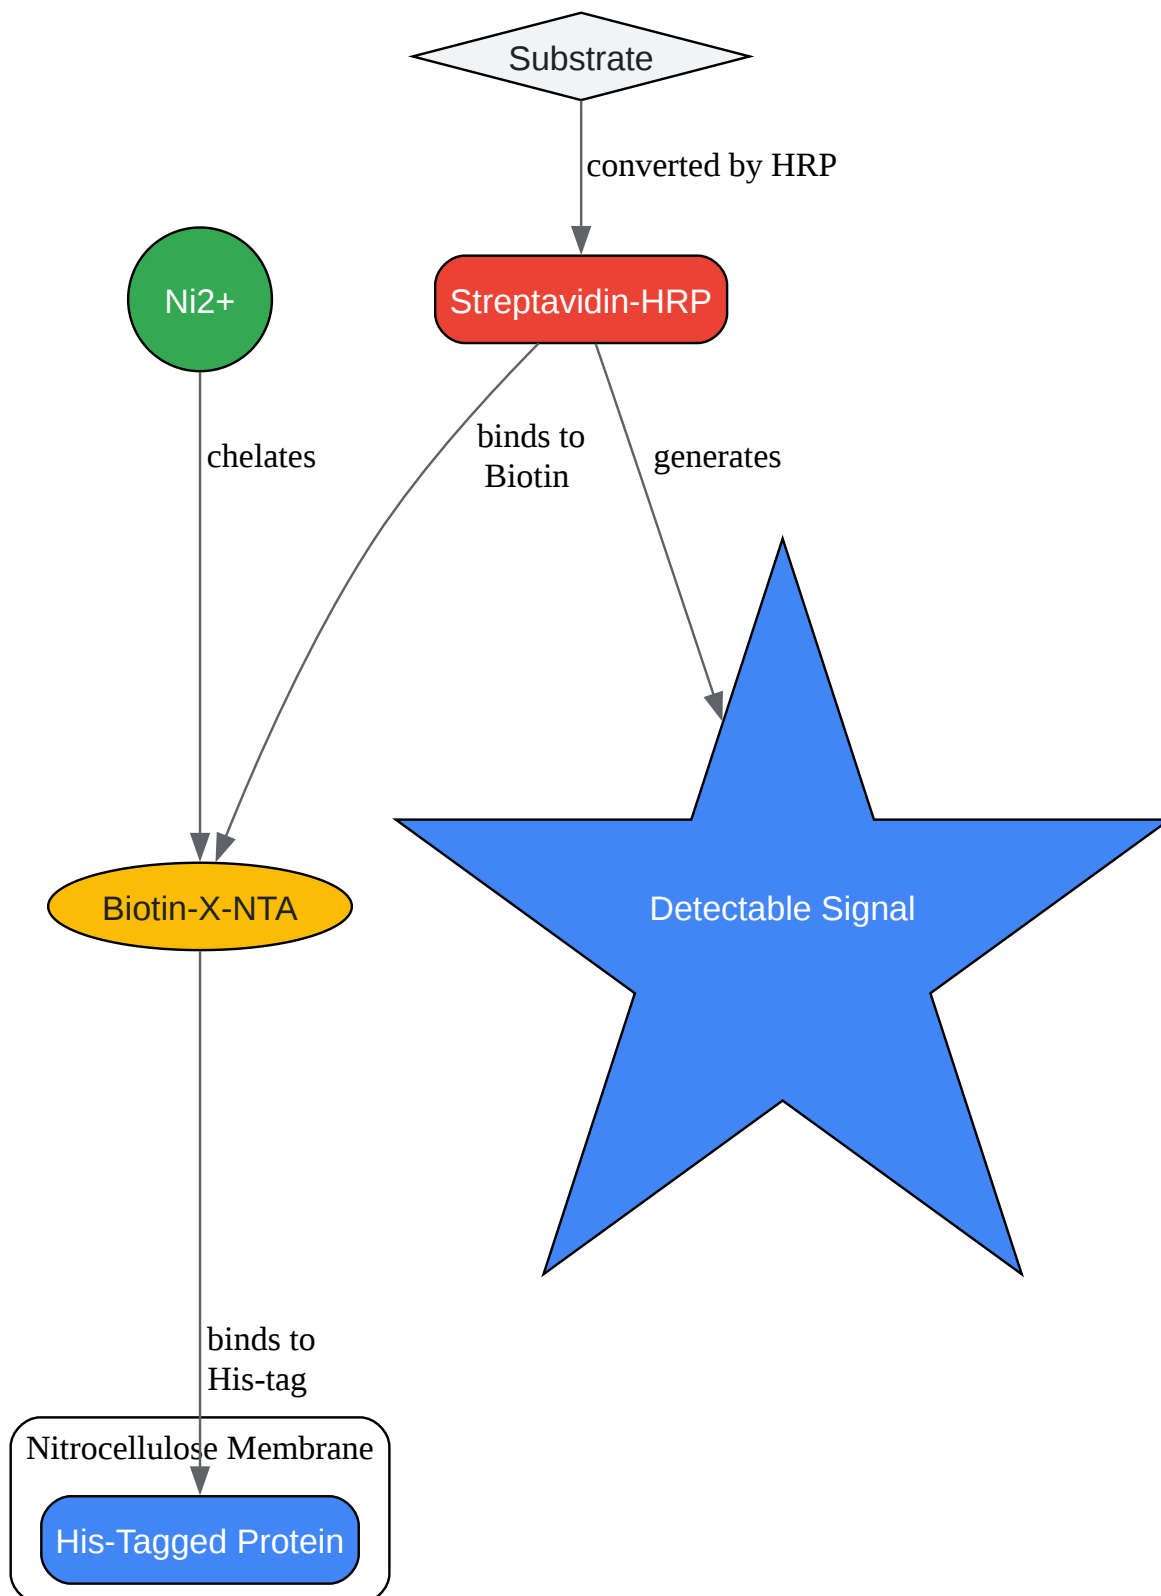 Substrate
converted by HRP
Ni2+
Streptavidin-HRP
chelates
binds to
Biotin
generates
Biotin-X-NTA
Detectable Signal
binds to
His-tag
Nitrocellulose Membrane
His-Tagged Protein